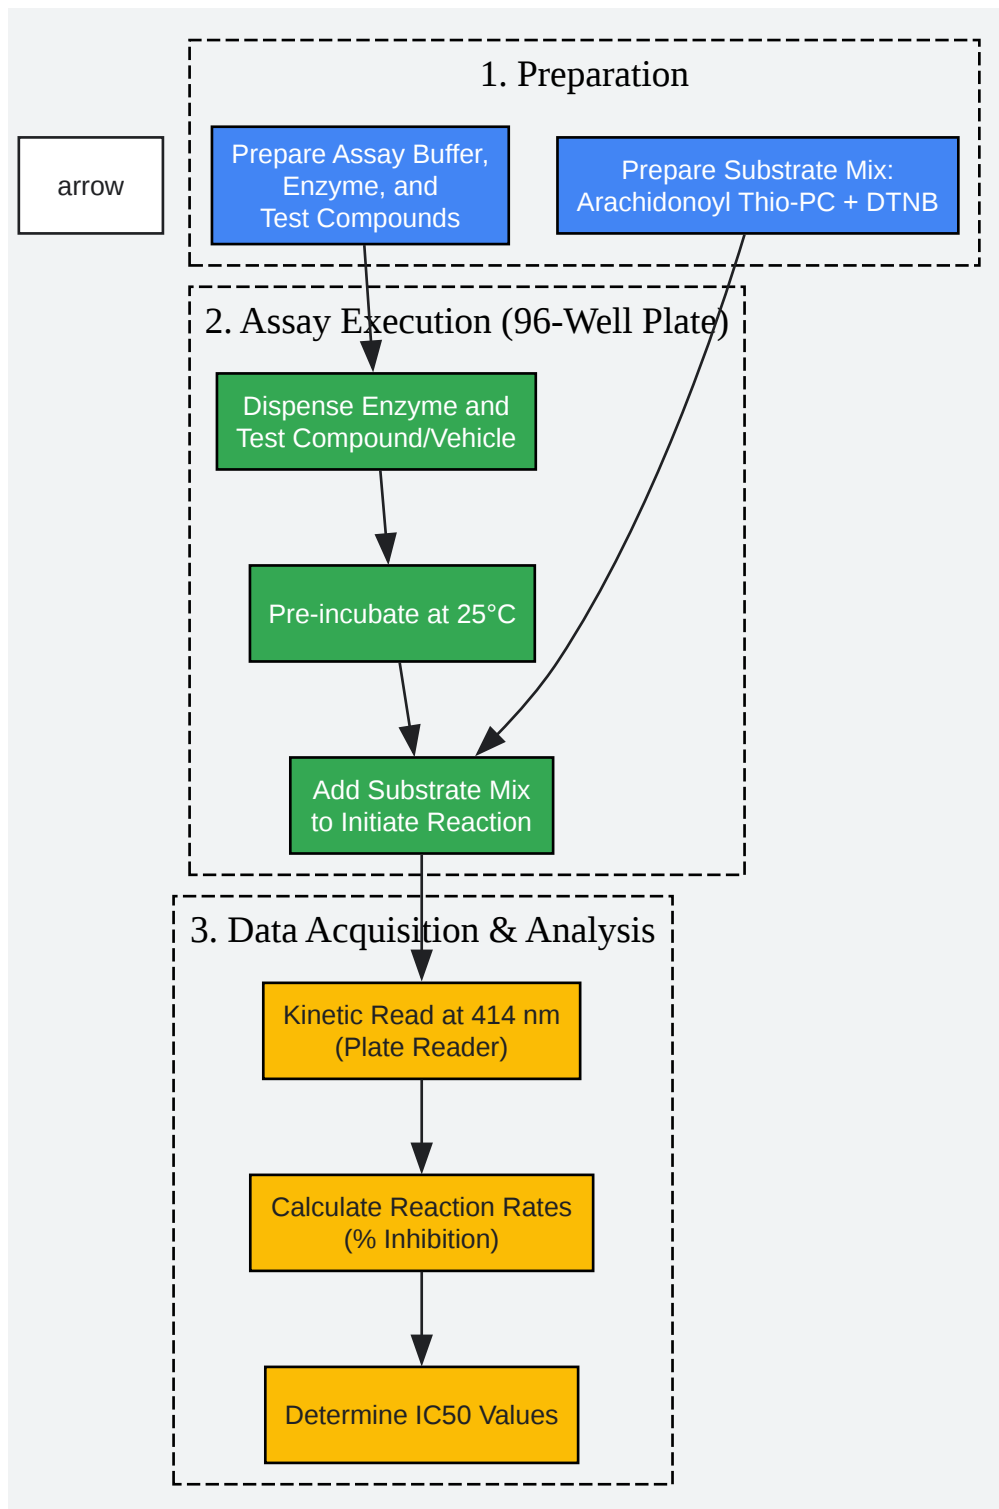 1. Preparation
arrow
Prepare Assay Buffer,
Enzyme, and
Test Compounds
Prepare Substrate Mix:
Arachidonoyl Thio-PC + DTNB
2. Assay Execution (96-Well Plate)
Dispense Enzyme and
Test Compound/Vehicle
Pre-incubate at 25°C
Add Substrate Mix
to Initiate Reaction
3. Data Acquisition & Analysis
Kinetic Read at 414 nm
(Plate Reader)
Calculate Reaction Rates
(% Inhibition)
Determine IC50 Values